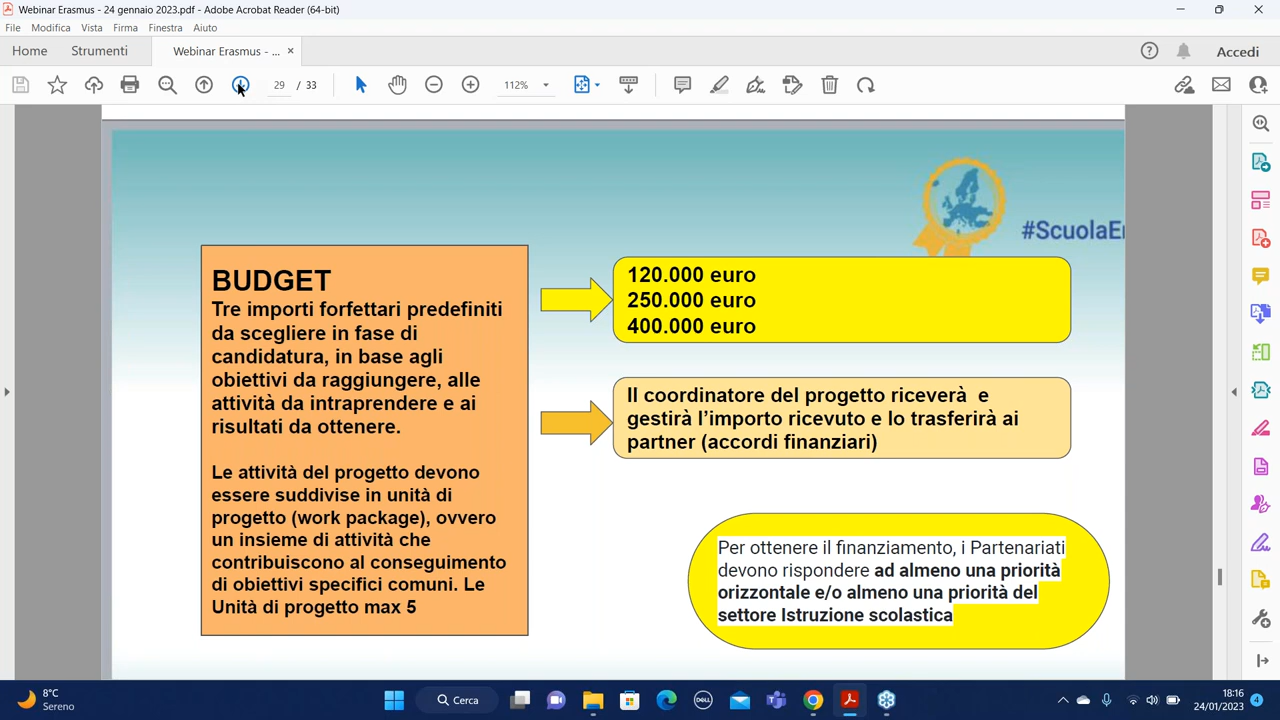 Webinar Erasmus - 24 gennaio 2023.pdf - Adobe Acrobat Reader (64-bit)
File Modifica Vista Firma Finestra Aiuto
Home Strumenti Webinar Erasmus - ... × Accedi
29 / 33 112%
#ScuolaEr
BUDGET
Tre importi forfettari predefiniti
da scegliere in fase di
candidatura, in base agli
obiettivi da raggiungere, alle
attività da intraprendere e ai
risultati da ottenere.
Le attività del progetto devono
essere suddivise in unità di
progetto (work package), ovvero
un insieme di attività che
contribuiscono al conseguimento
di obiettivi specifici comuni. Le
Unità di progetto max 5
120.000 euro
250.000 euro
400.000 euro
Il coordinatore del progetto riceverà e
gestirà l'importo ricevuto e lo trasferirà ai
partner (accordi finanziari)
Per ottenere il finanziamento, i Partenariati
devono rispondere ad almeno una priorità
orizzontale e/o almeno una priorità del
settore Istruzione scolastica
8°C
Sereno
Cerca
DELL
18:16
24/01/2023
4